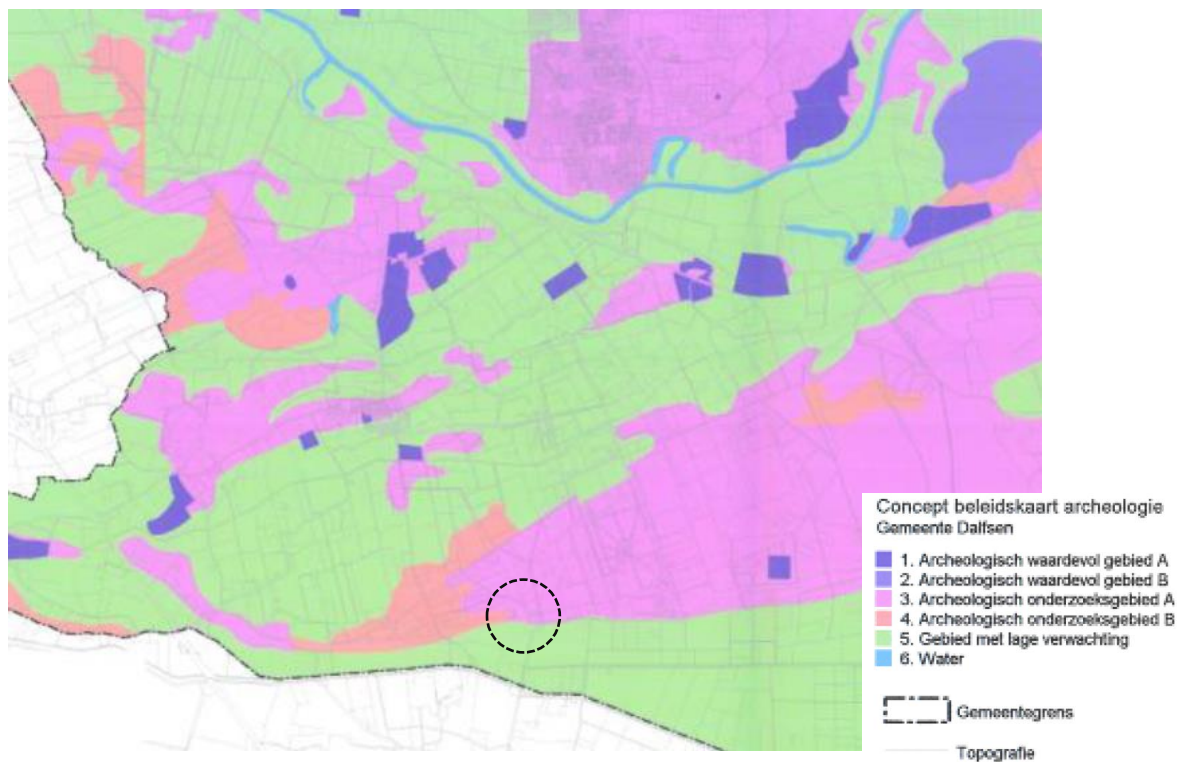 Concept beleidskaart archeologie
Gemeente Dalfsen
1. Archeologisch waardevol gebied A
2. Archeologisch waardevol gebied B
3. Archeologisch onderzoeksgebied A
4. Archeologisch onderzoeksgebied B
5. Gebied met lage verwachting
6. Water
Gemeentegrens
Topografie